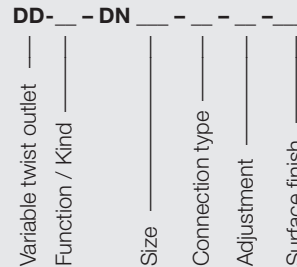 DD-__ – DN ___ – __ – __ –__
Variable twist outlet
Function / Kind
Size
Connection type
Adjustment
Surface finish